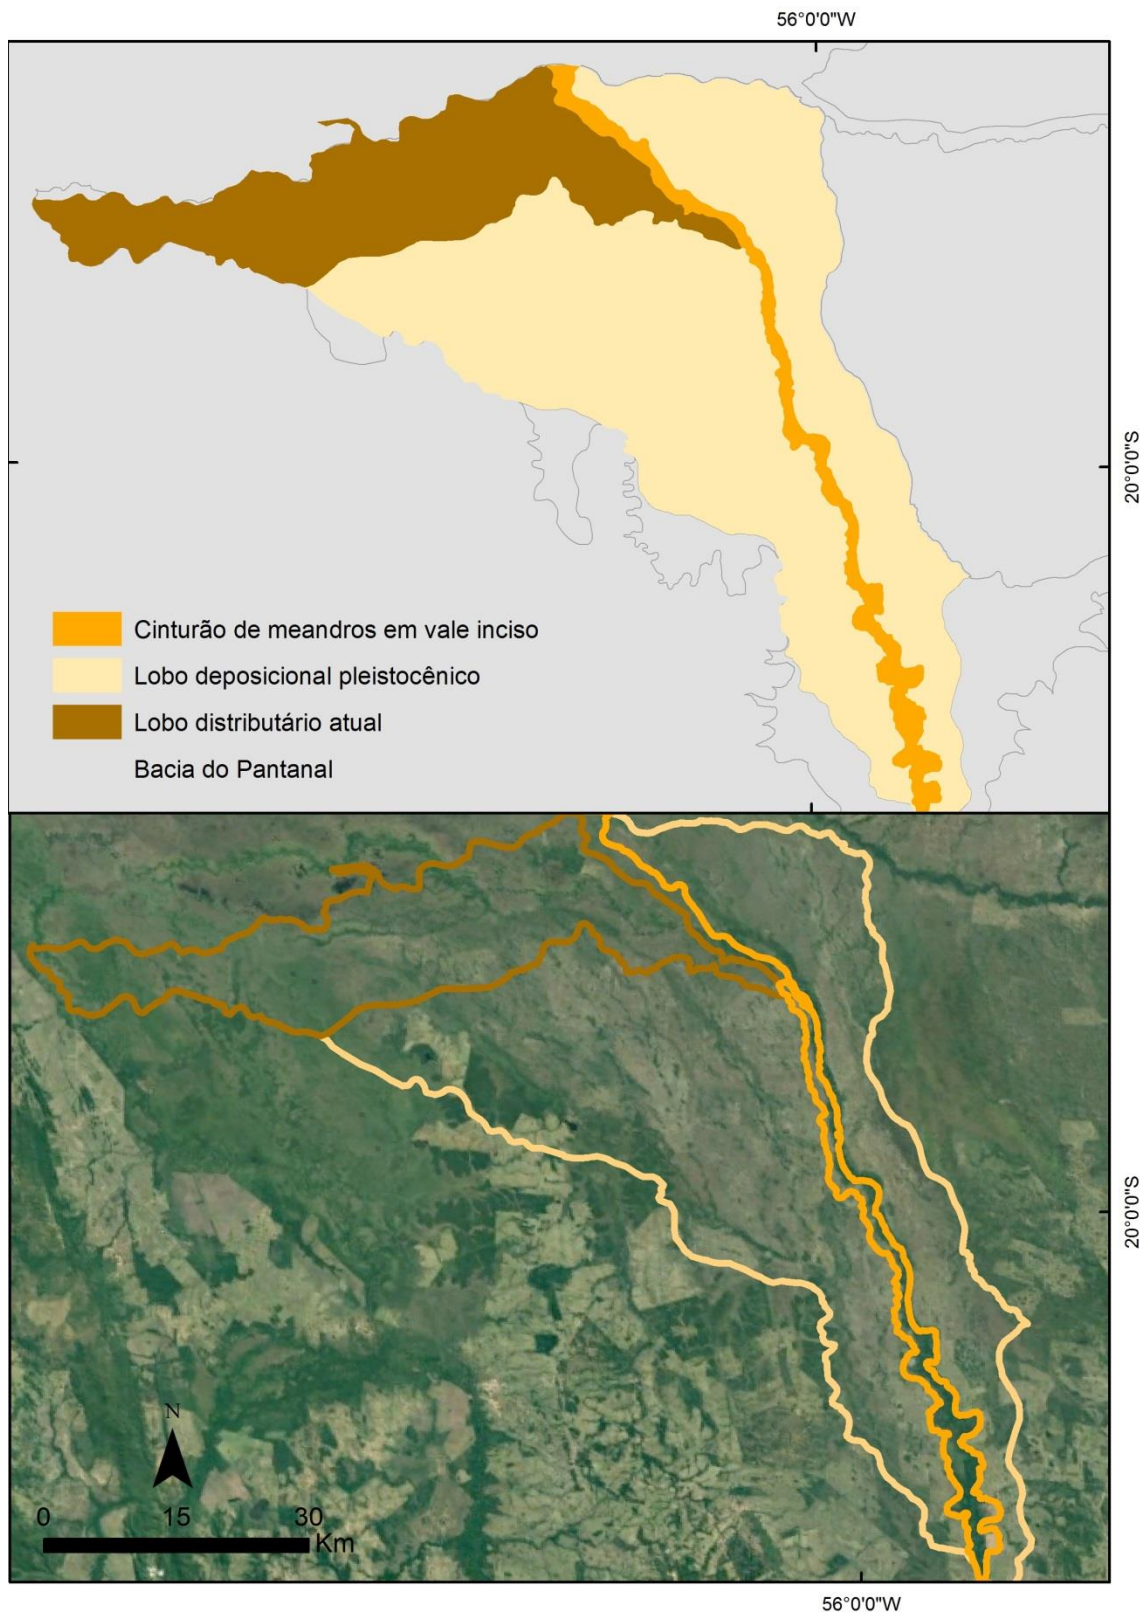 56°0'0"W
20°0'0"S
Cinturão de meandros em vale inciso
Lobo deposicional pleistocênico
Lobo distributário atual
Bacia do Pantanal
20°0'0"S
N
0 15 30
Km
56°0'0"W